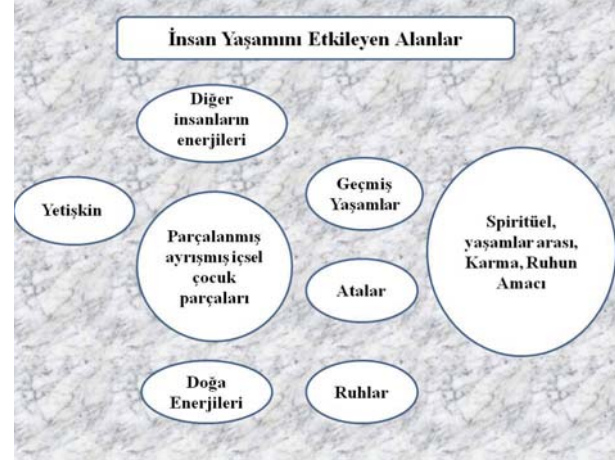 İnsan Yaşamını Etkileyen Alanlar
Diğer
insanların
enerjileri
Yetişkin
Parçalanmış
ayrışmış içsel
çocuk
parçaları
Doğa
Enerjileri
Geçmiş
Yaşamlar
Atalar
Ruhlar
Spiritüel,
yaşamlar arası,
Karma, Ruhun
Amacı